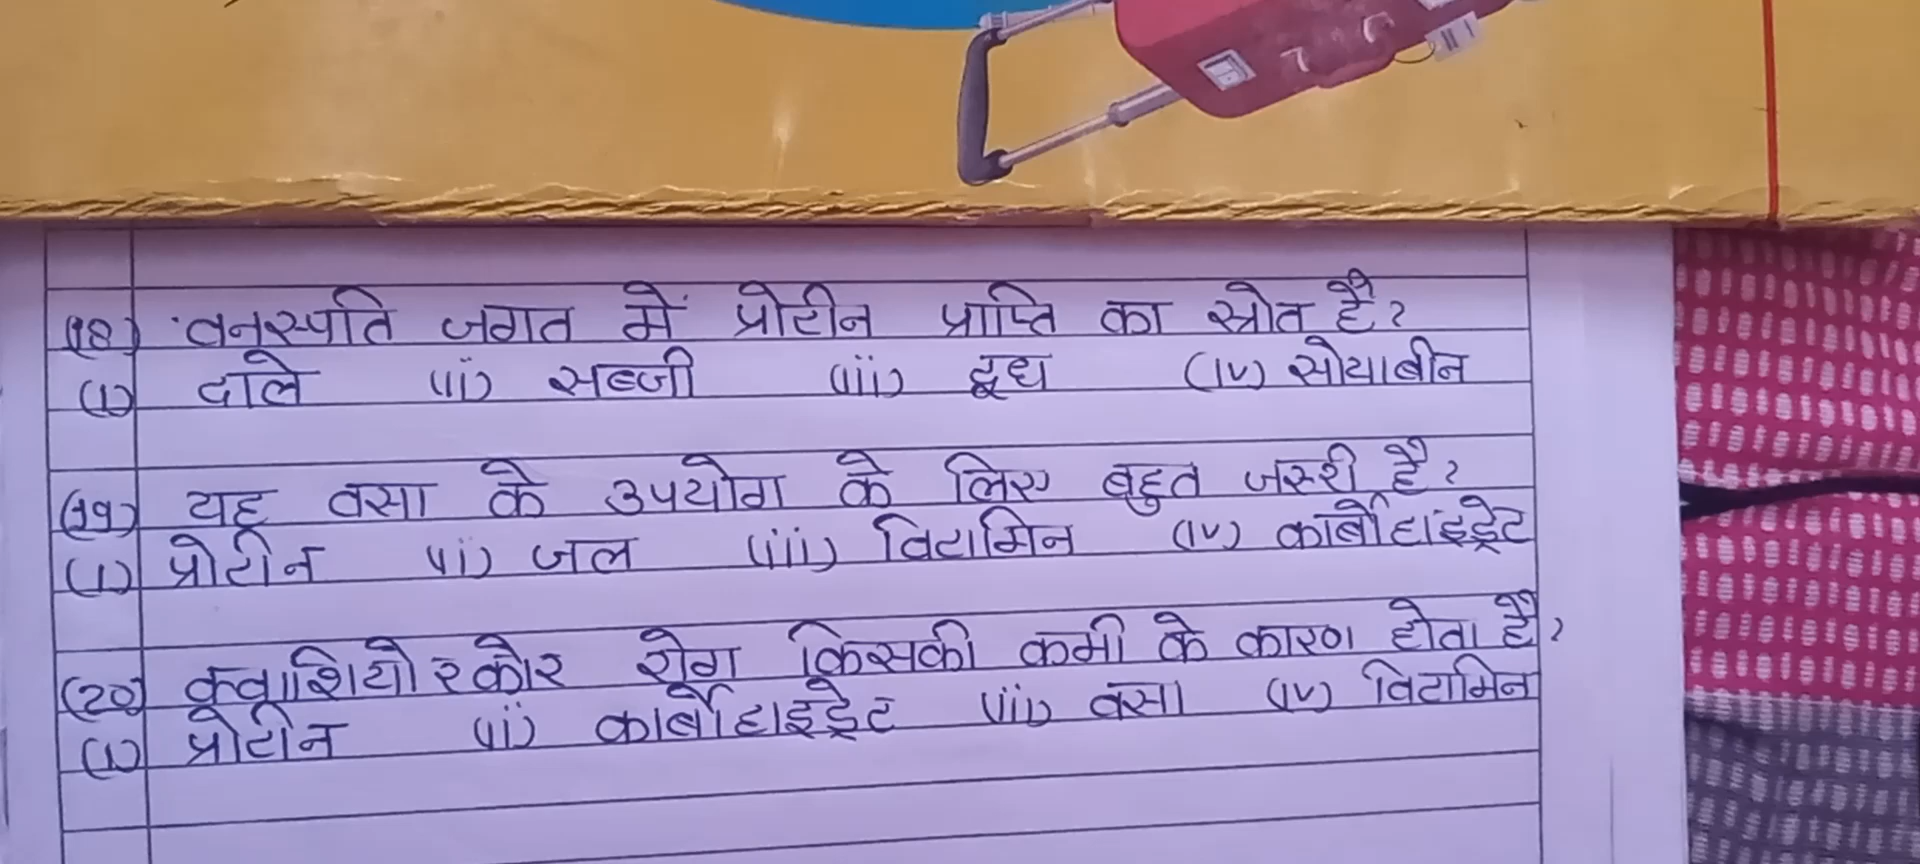 (18) वनस्पति जगत में प्रोटीन प्राप्ति का स्रोत है?
(i) दाले (ii) सब्जी (iii) दूध (iv) सोयाबीन
(19) यह वसा के उपयोग के लिए बहुत जरुरी है?
(i) प्रोटीन (ii) जल (iii) विटामिन (iv) कार्बोहाइड्रेट
(20) क्वाशियोरकोर रोग किसकी कमी के कारण होता है?
(i) प्रोटीन (ii) कार्बोहाइड्रेट (iii) वसा (iv) विटामिन